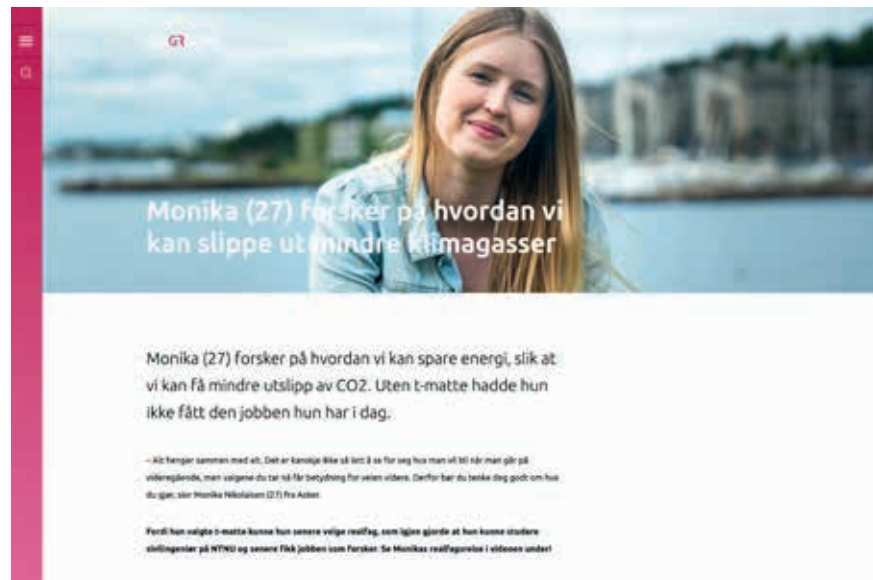 GR
Monika (27) forsker på hvordan vi
kan slippe ut mindre klimagasser
Monika (27) forsker på hvordan vi kan spare energi, slik at
vi kan få mindre utslipp av CO2. Uten t-matte hadde hun
ikke fått den jobben hun har i dag.
– Alt henger sammen med alt. Det er kanskje ikke så lett å se for seg hva man vil bli når man går på
videregående, men valgene du tar nå får betydning for veien videre. Derfor bør du tenke deg godt om hva
du gjør, sier Monika Nikolaisen (27) fra Asker.
Fordi hun valgte t-matte kunne hun senere velge realfag, som igjen gjorde at hun kunne studere
sivilingeniør på NTNU og senere fikk jobben som forsker. Se Monikas realfagsreise i videoen under!